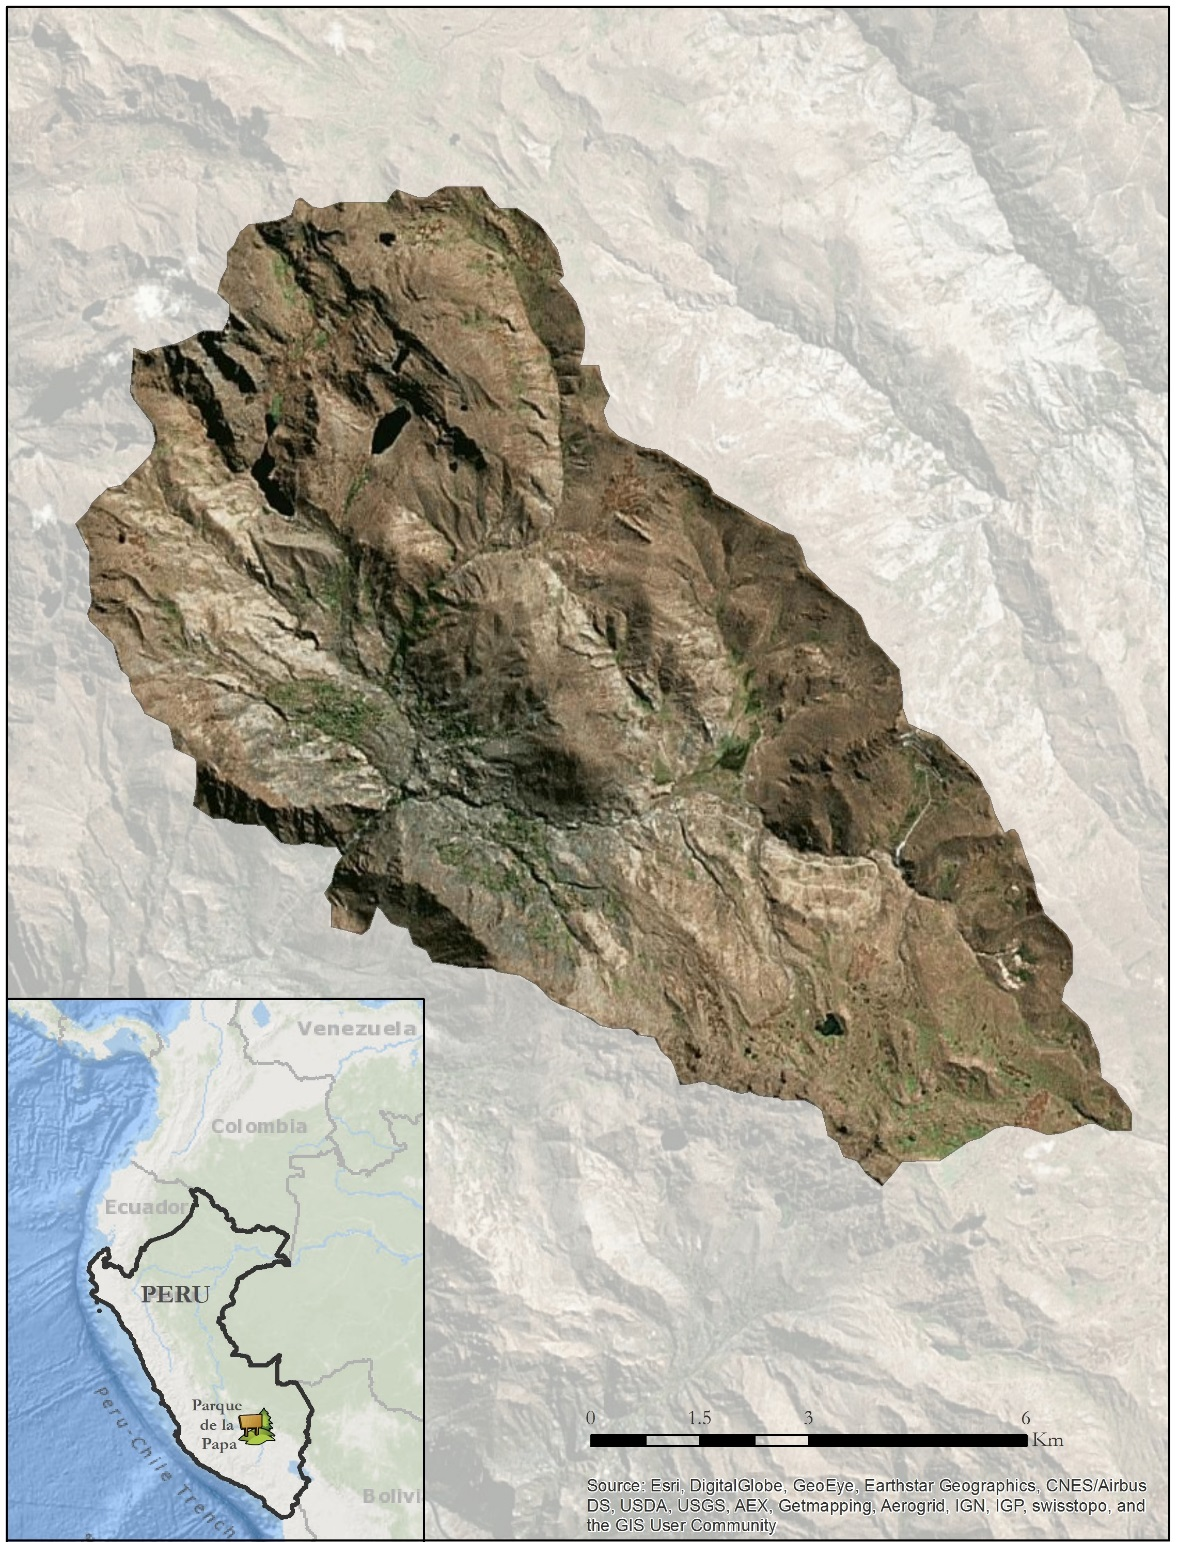 Venezuela
Colombia
Ecuador
PERU
Parque
de la
Papa
Peru-Chile Trench
Bolivi
0 1.5 3 6
Km
Source: Esri, DigitalGlobe, GeoEye, Earthstar Geographics, CNES/Airbus
DS, USDA, USGS, AEX, Getmapping, Aerogrid, IGN, IGP, swisstopo, and
the GIS User Community